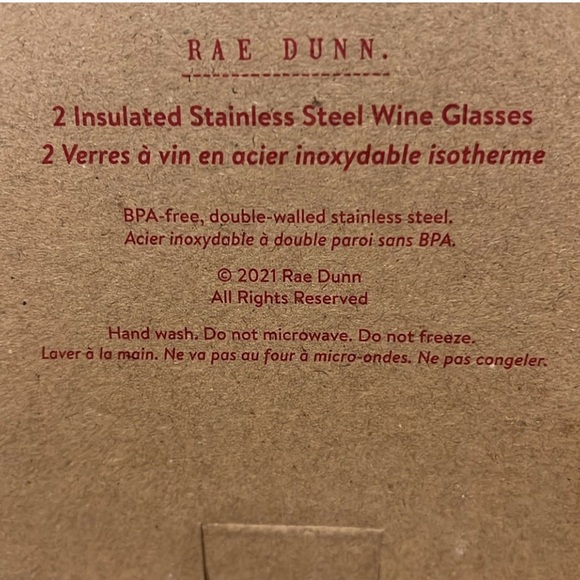 RAE DUNN.
2 Insulated Stainless Steel Wine Glasses
2 Verres à vin en acier inoxydable isotherme
BPA-free, double-walled stainless steel.
Acier inoxydable à double paroi sans BPA.
© 2021 Rae Dunn
All Rights Reserved
Hand wash. Do not microwave. Do not freeze.
Laver à la main. Ne va pas au four à micro-ondes. Ne pas congeler.